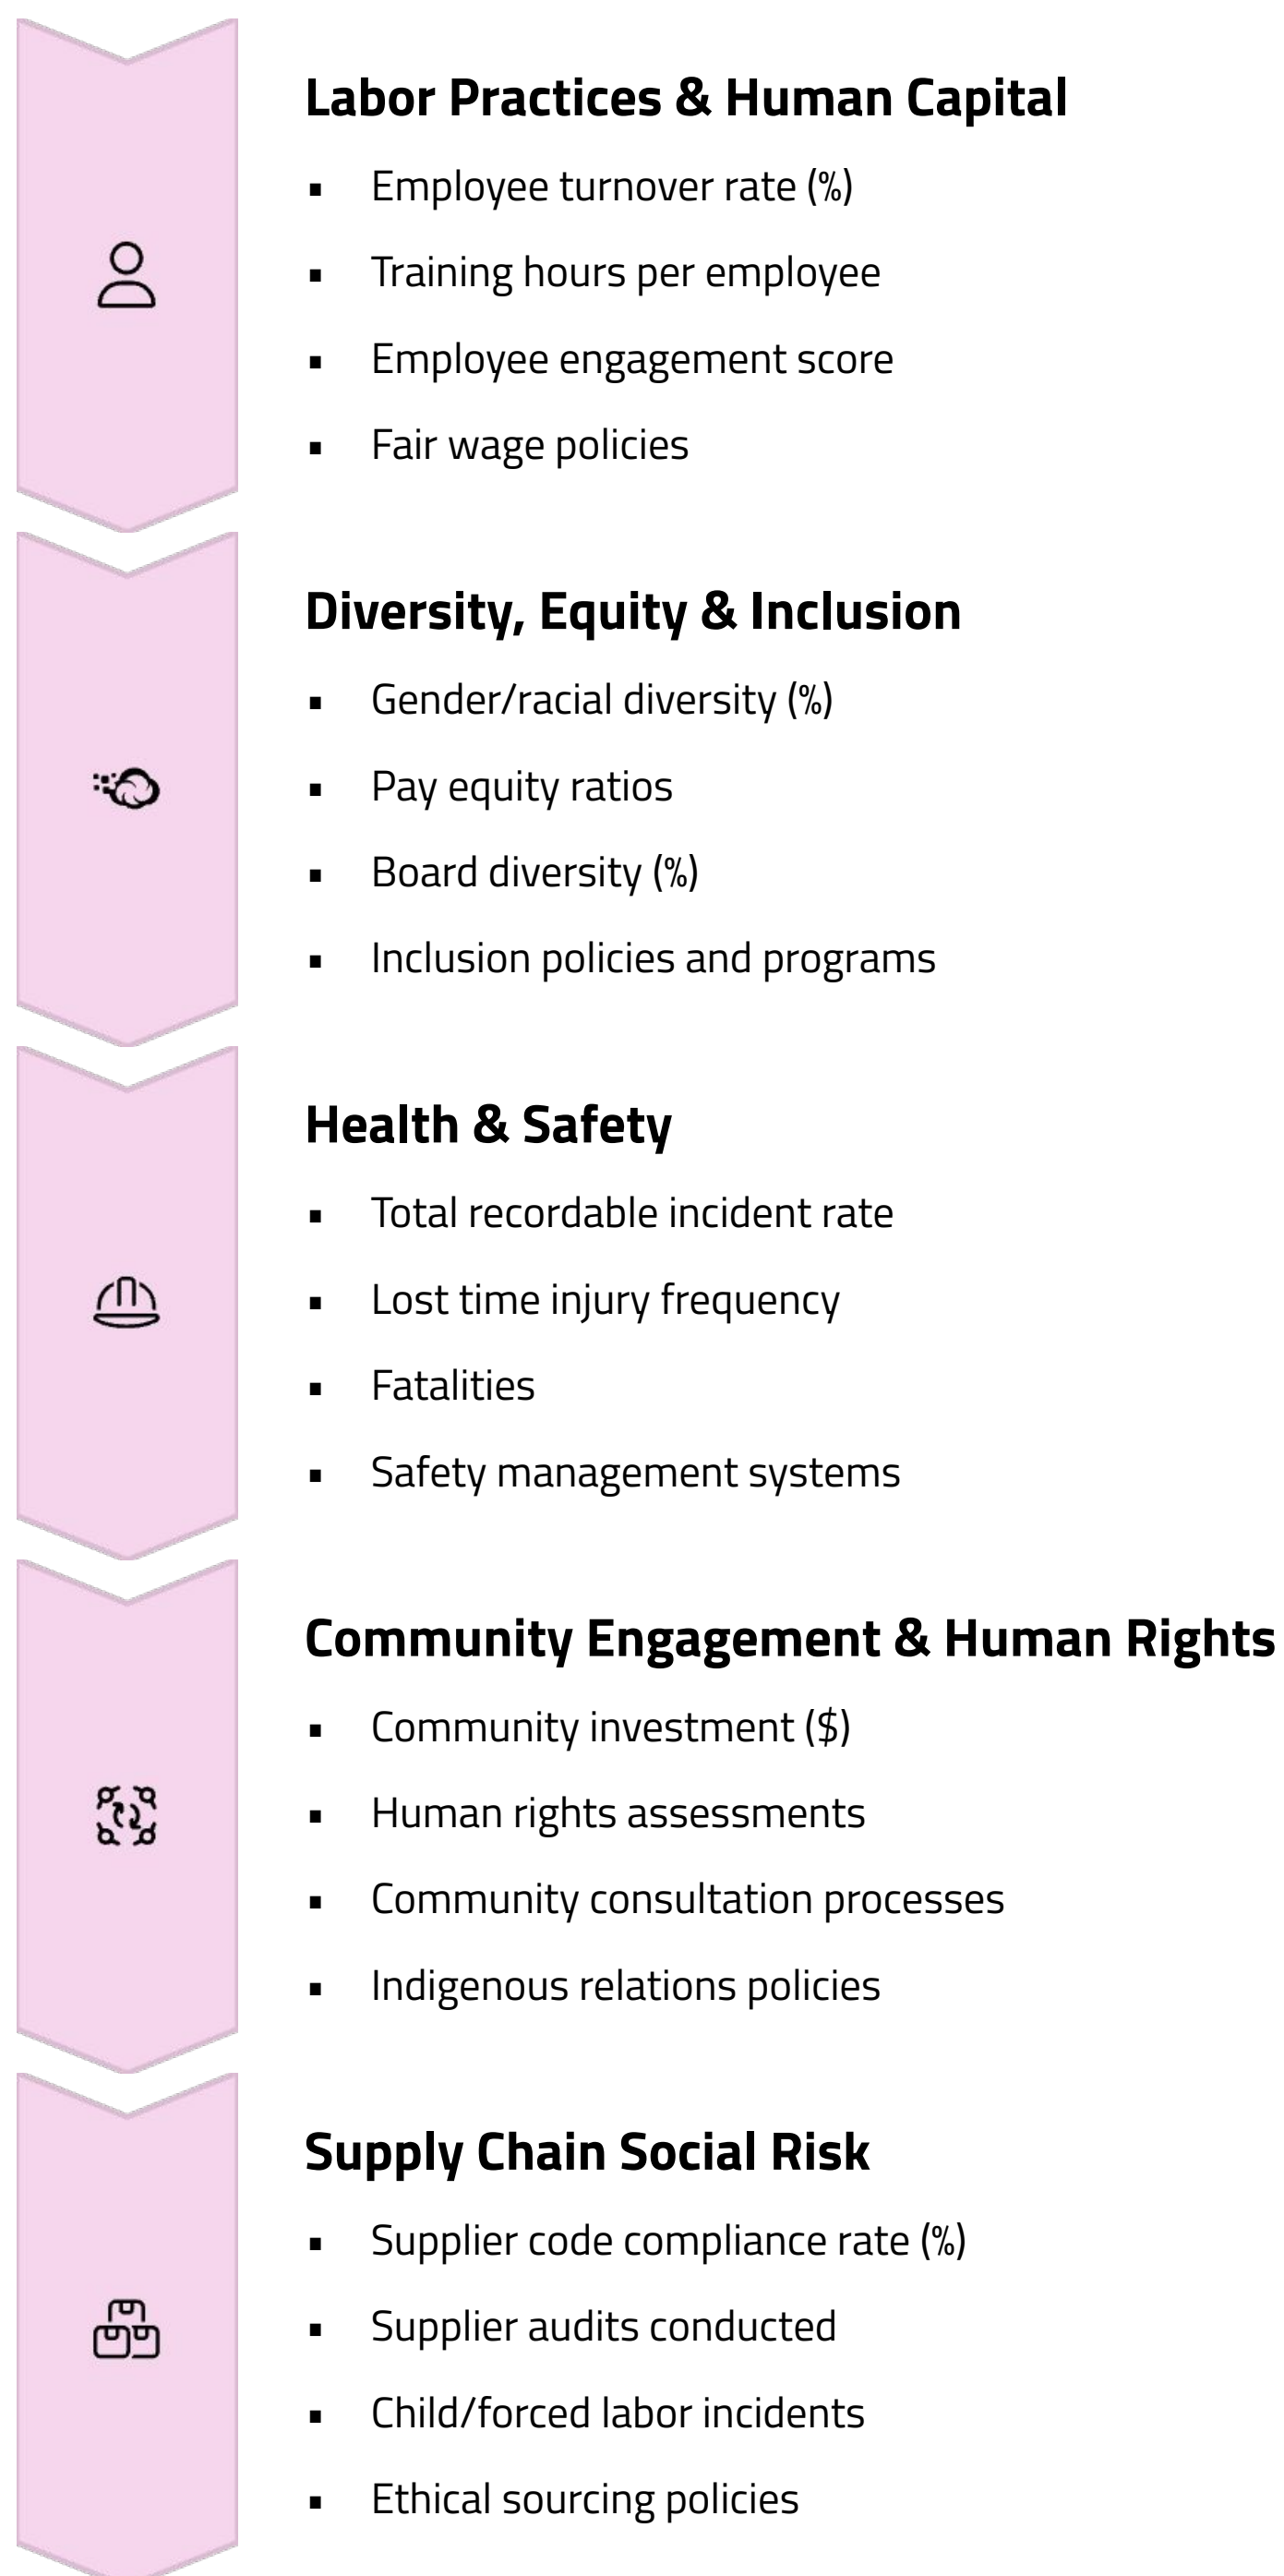 Labor Practices & Human Capital
▪ Employee turnover rate (%)
▪ Training hours per employee
▪ Employee engagement score
▪ Fair wage policies
Diversity, Equity & Inclusion
▪ Gender/racial diversity (%)
▪ Pay equity ratios
▪ Board diversity (%)
▪ Inclusion policies and programs
Health & Safety
▪ Total recordable incident rate
▪ Lost time injury frequency
▪ Fatalities
▪ Safety management systems
Community Engagement & Human Rights
▪ Community investment ($)
▪ Human rights assessments
▪ Community consultation processes
▪ Indigenous relations policies
Supply Chain Social Risk
▪ Supplier code compliance rate (%)
▪ Supplier audits conducted
▪ Child/forced labor incidents
▪ Ethical sourcing policies